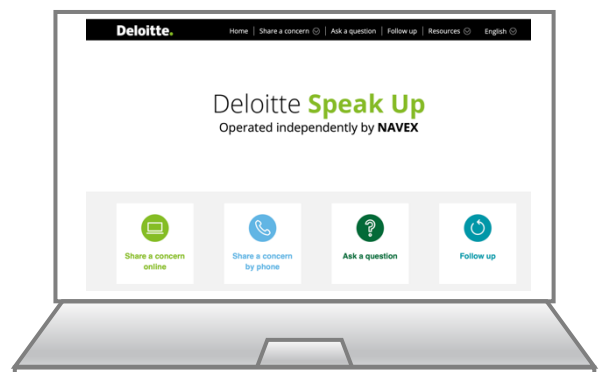 Deloitte. Home | Share a concern | Ask a question | Follow up | Resources | English
Deloitte Speak Up
Operated independently by NAVEX
Share a concern online
Share a concern by phone
Ask a question
Follow up